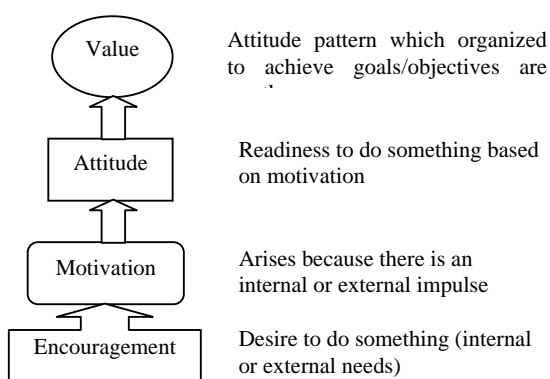 Value
Attitude pattern which organized
to achieve goals/objectives are
Attitude
Readiness to do something based
on motivation
Motivation
Arises because there is an
internal or external impulse
Encouragement
Desire to do something (internal
or external needs)